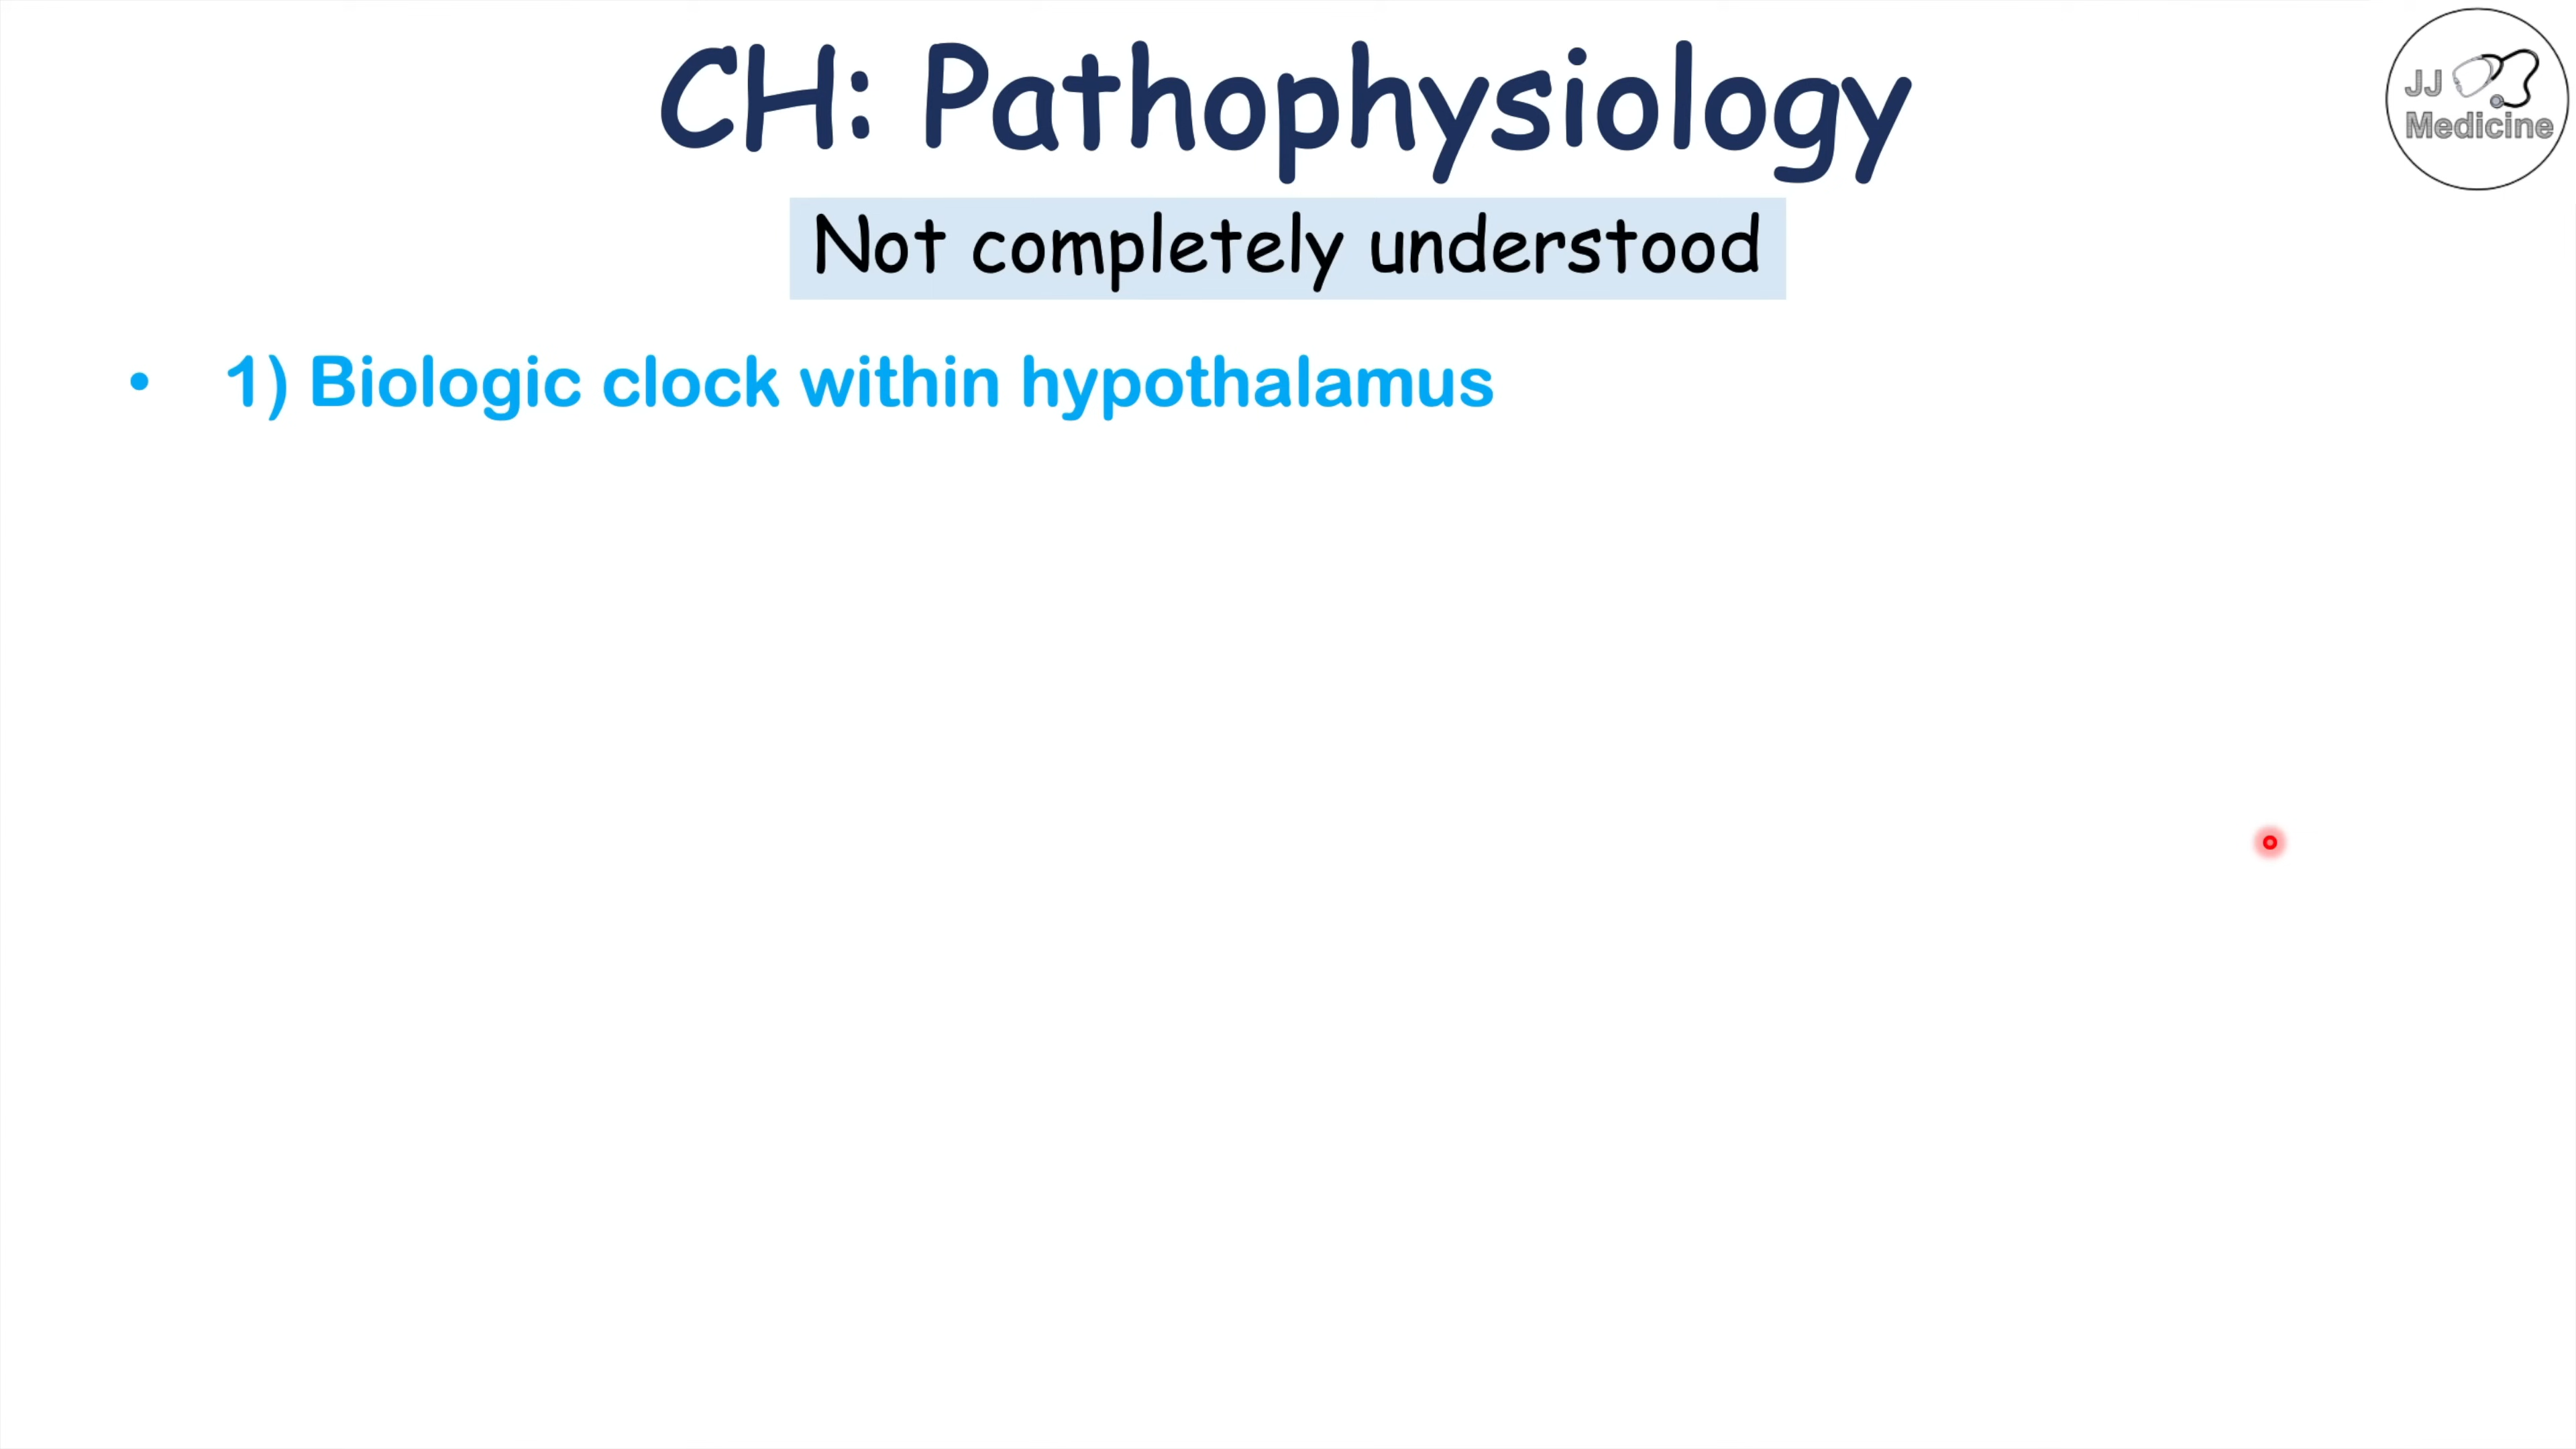 CH: Pathophysiology
JJ
Medicine
Not completely understood
• 1) Biologic clock within hypothalamus